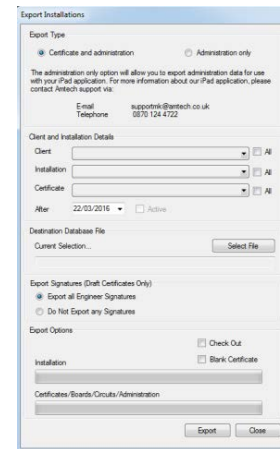 Export Installations
Export Type
Certificate and administration
Administration only
The administration only option will allow you to export administration data for use
with your iPad application. For more information about our iPad application, please
contact Amtech support via:
E-mail supportmk@amtech.co.uk
Telephone 0870 124 4722
Client and Installation Details
Client All
Installation All
Certificate All
After 22/03/2016 Active
Destination Database File
Current Selection... Select File
Export Signatures (Draft Certificates Only)
Export all Engineer Signatures
Do Not Export any Signatures
Export Options
Check Out
Blank Certificate
Installation
Certificates/Boards/Circuits/Administration
Export Close